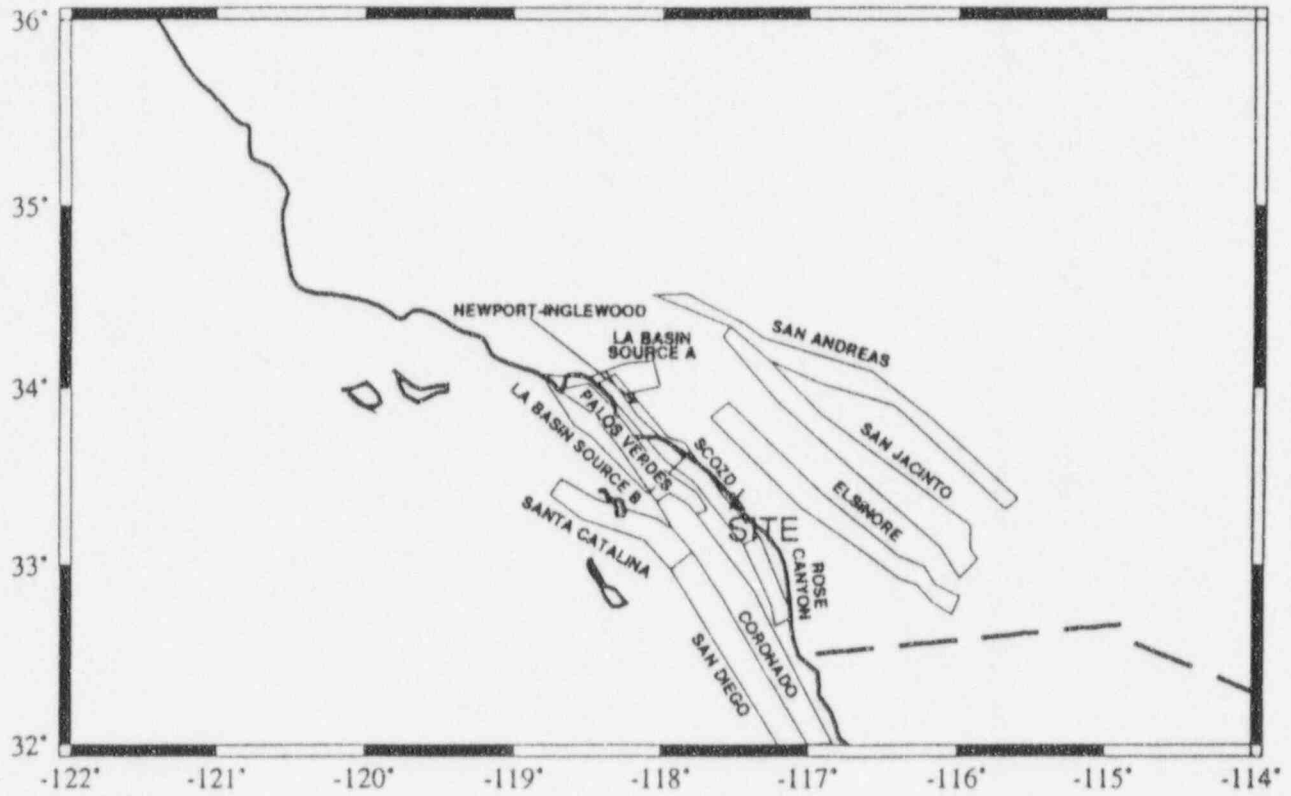 36°
35°
34°
33°
32°
-122°
-121°
-120°
-119°
-118°
-117°
-116°
-115°
-114°
NEWPORT-INGLEWOOD
LA BASIN
SOURCE A
SAN ANDREAS
LA BASIN SOURCE B
PALOS VERDES
SCOZD
SAN JACINTO
ELSINORE
SANTA CATALINA
SITE
ROSE
CANYON
CORONADO
SAN DIEGO